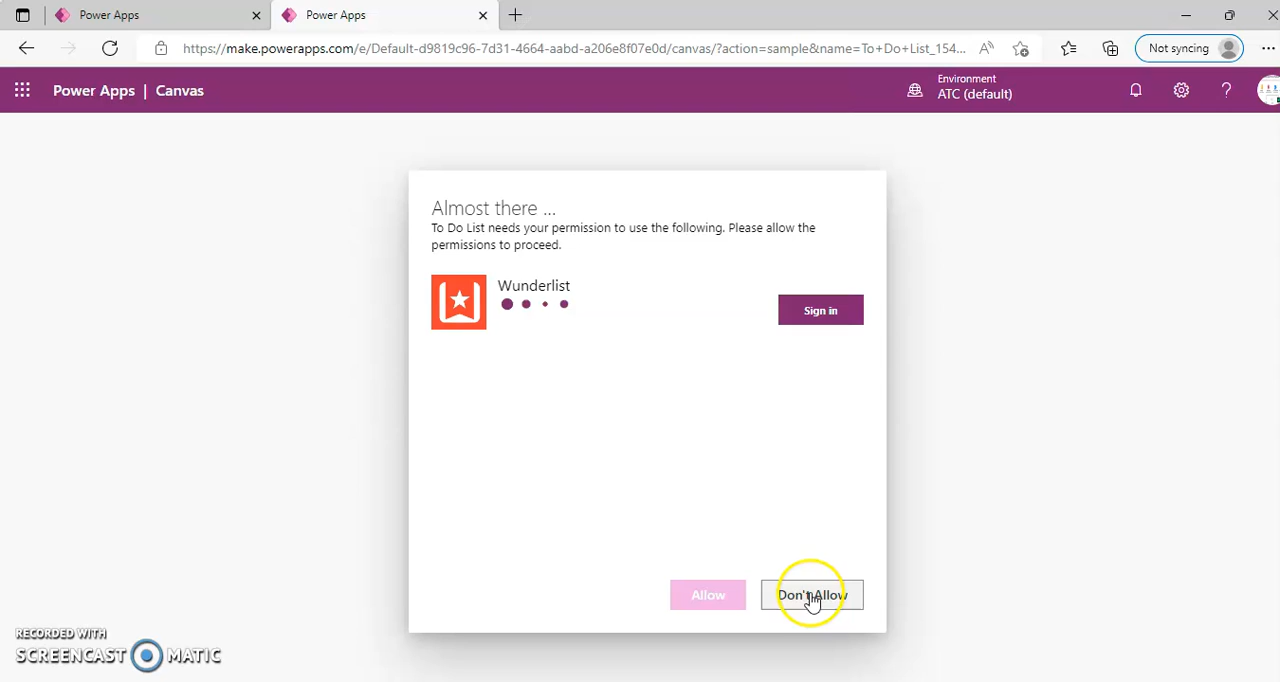 Power Apps
Power Apps
https://make.powerapps.com/e/Default-d9819c96-7d31-4664-aabd-a206e8f07e0d/canvas/?action=sample&name=To+Do+List_154...
Not syncing
Power Apps | Canvas
Environment
ATC (default)
Almost there ...
To Do List needs your permission to use the following. Please allow the
permissions to proceed.
Wunderlist
Sign in
Allow
Don't Allow
RECORDED WITH
SCREENCAST MATIC